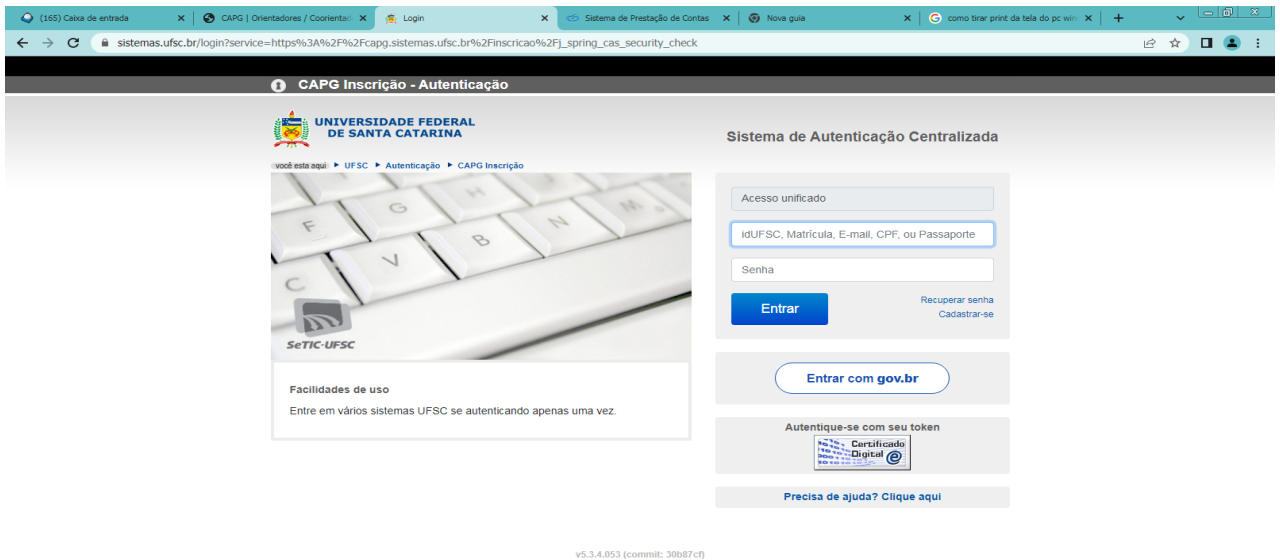 (165) Caixa de entrada
CAPG | Orientadores / Coorientad
Login
Sistema de Prestação de Contas
Nova guia
como tirar print da tela do pc win
sistemas.ufsc.br/login?service=https%3A%2F%2Fcapg.sistemas.ufsc.br%2Finscricao%2Fj_spring_cas_security_check
CAPG Inscrição - Autenticação
UNIVERSIDADE FEDERAL
DE SANTA CATARINA
Sistema de Autenticação Centralizada
você esta aqui UFSC Autenticação CAPG Inscrição
Acesso unificado
idUFSC, Matrícula, E-mail, CPF, ou Passaporte
Senha
Entrar
Recuperar senha
Cadastrar-se
F G H M N B V C
SeTIC-UFSC
Facilidades de uso
Entre em vários sistemas UFSC se autenticando apenas uma vez.
Entrar com gov.br
Autentique-se com seu token
Certificado
Digital e
Precisa de ajuda? Clique aqui
v5.3.4.053 (commit: 30b87cf)